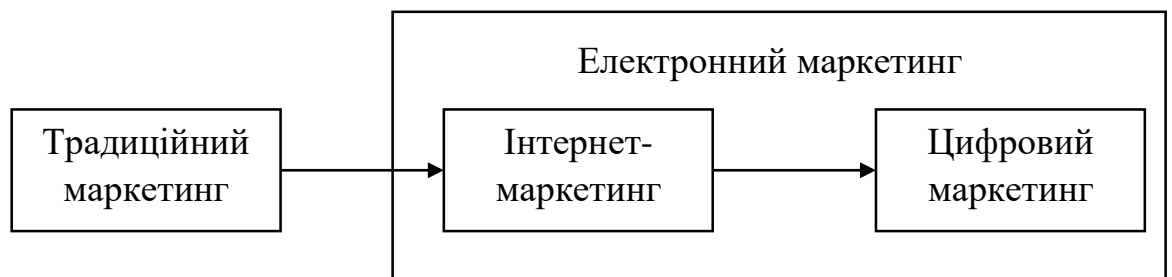 Електронний маркетинг
Традиційний
маркетинг
Інтернет-
маркетинг
Цифровий
маркетинг